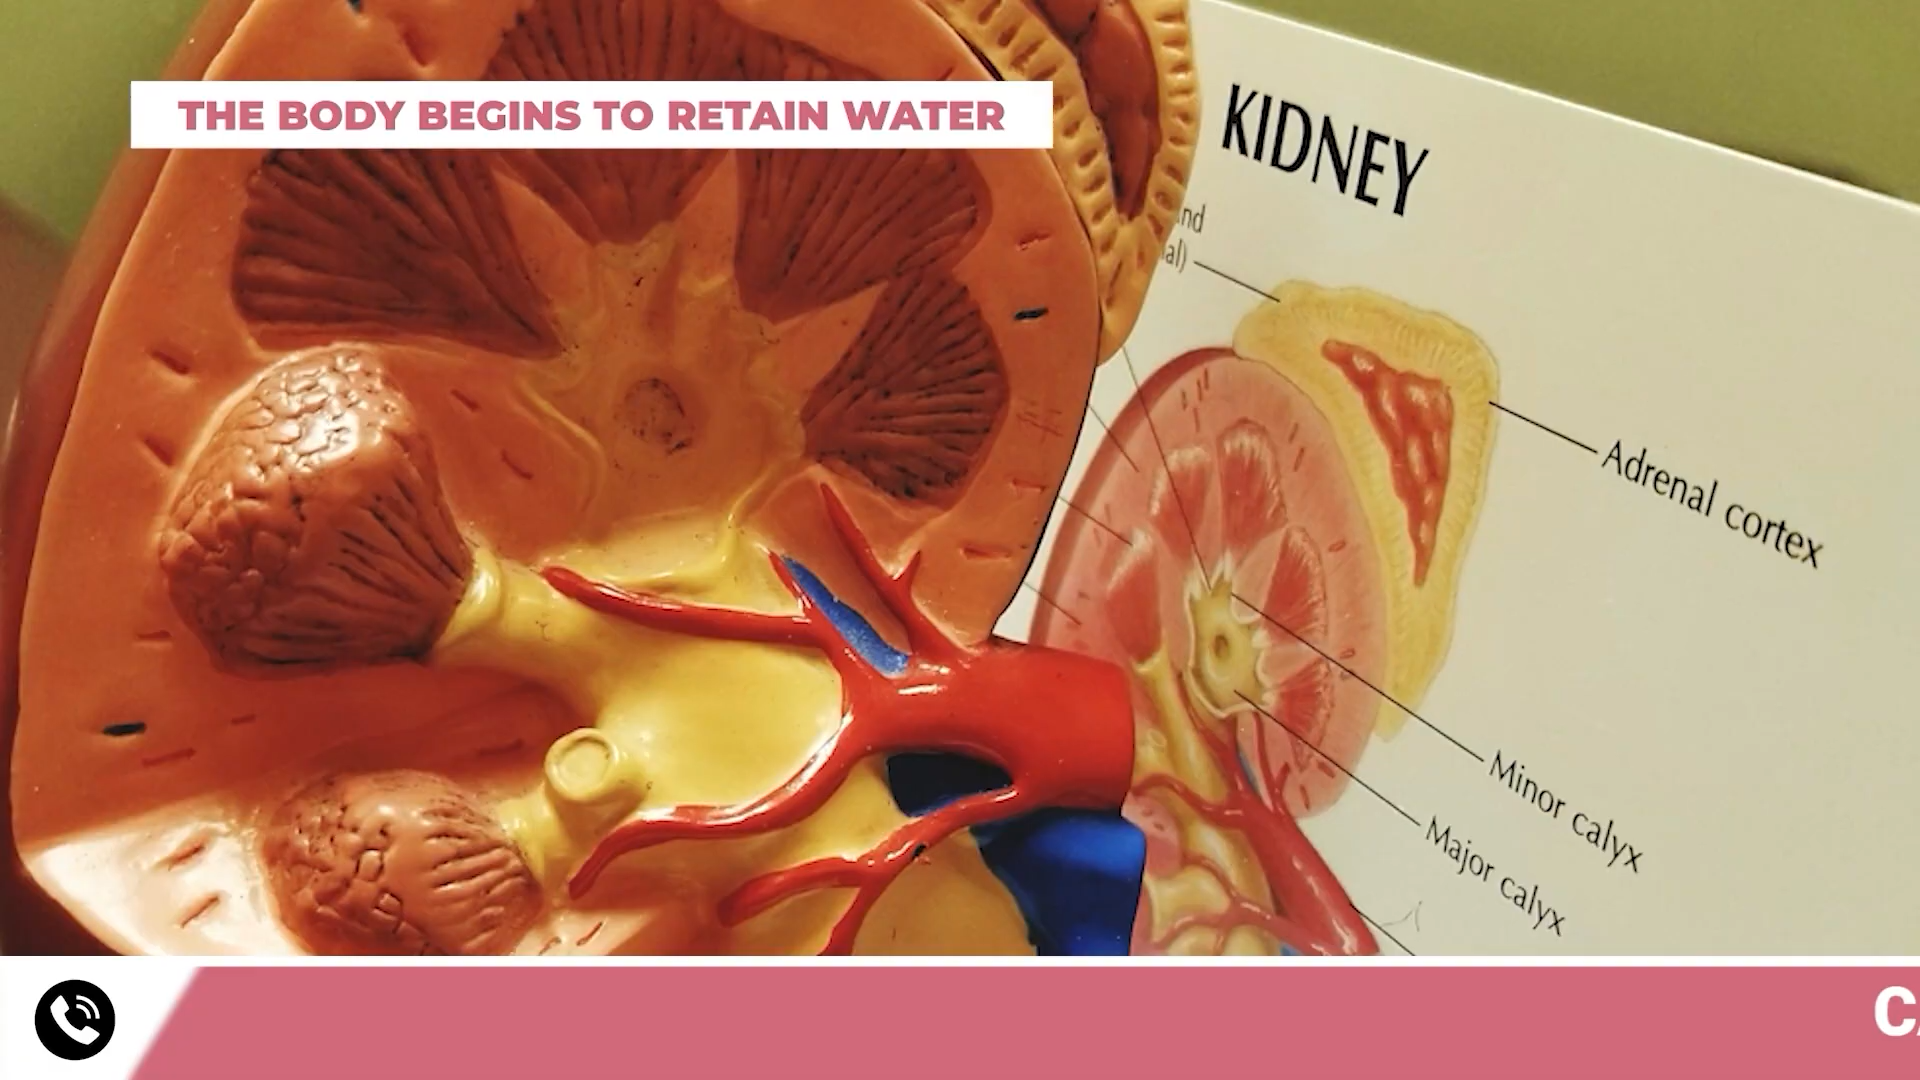 THE BODY BEGINS TO RETAIN WATER
KIDNEY
Adrenal cortex
Minor calyx
Major calyx